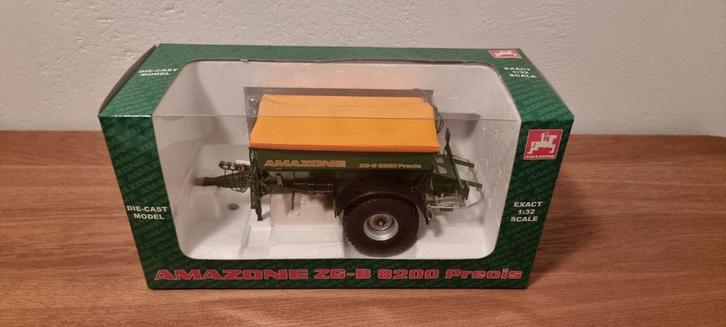 DIE-CAST
MODEL
EXACT
1:32
SCALE
AMAZONE
ZG-B 8200 Precis
AMAZONE
DIE-CAST
MODEL
EXACT
1:32
SCALE
AMAZONE ZG-B 8200 Precis